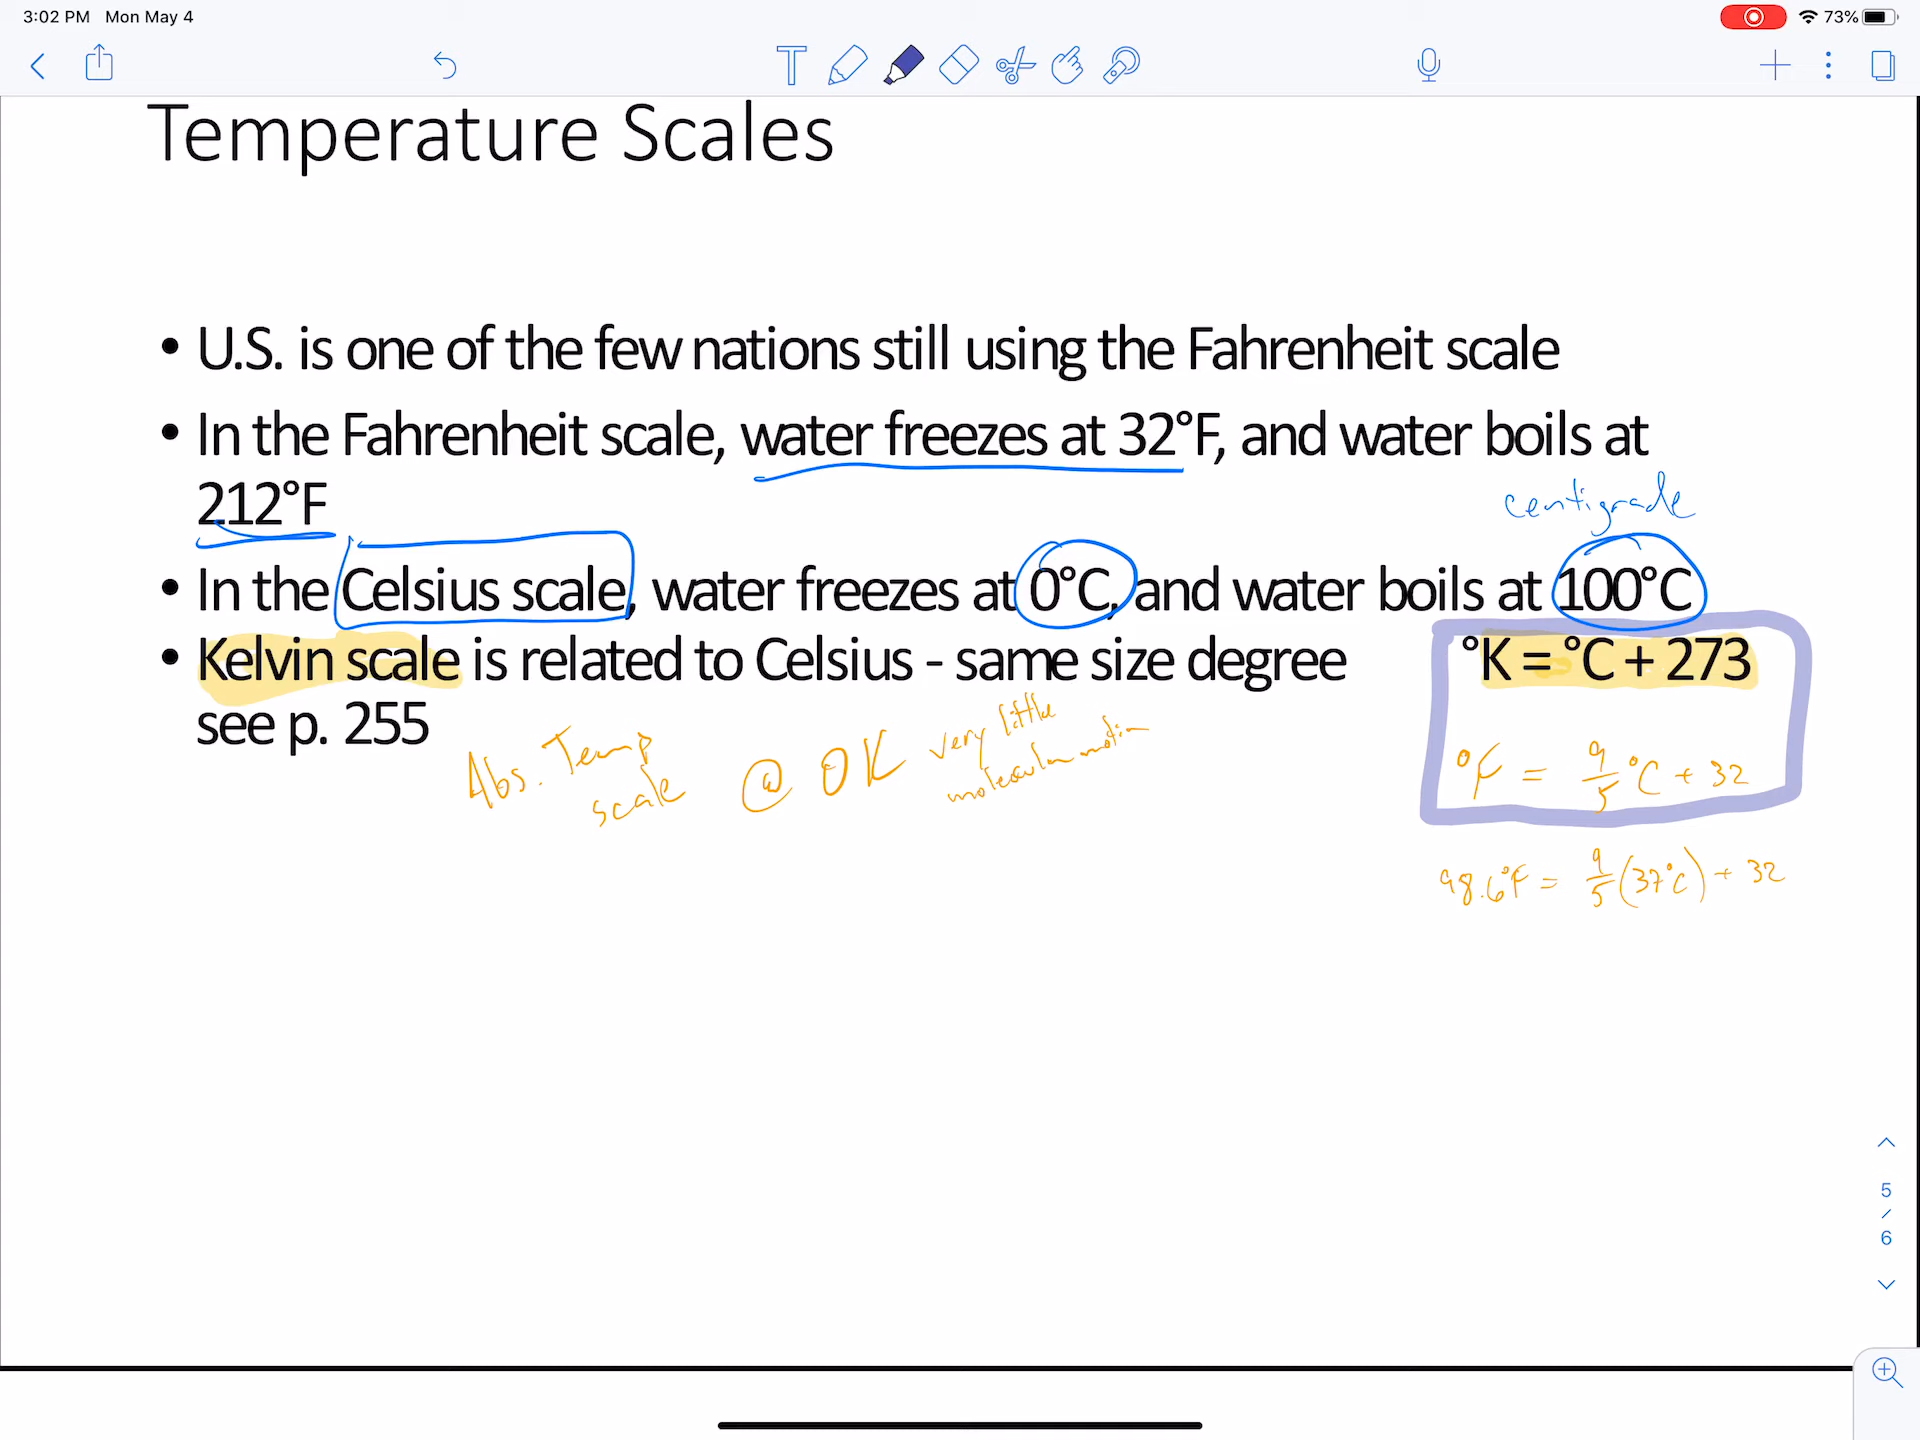 3:02 PM Mon May 4
73%
Temperature Scales
• U.S. is one of the few nations still using the Fahrenheit scale
• In the Fahrenheit scale, water freezes at 32°F, and water boils at
212°F
centigrade
• In the Celsius scale, water freezes at 0°C, and water boils at 100°C
• Kelvin scale is related to Celsius - same size degree °K = °C + 273
see p. 255
Abs. Temp
scale
@ 0K
very little
molecular motion
°F = 9/5 °C + 32
98.6°F = 9/5 (37°C) + 32
5
/
6